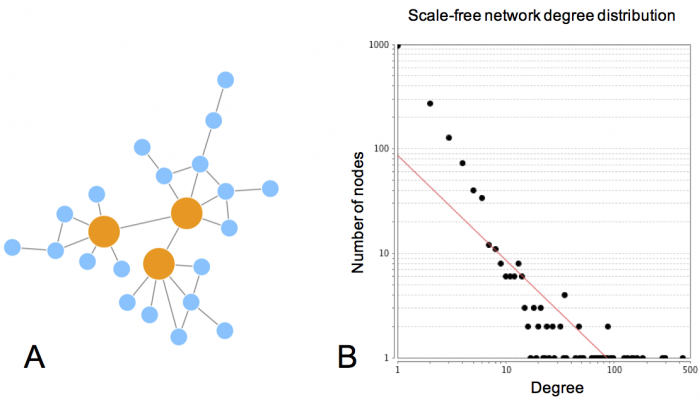 Scale-free network degree distribution
A
B
Number of nodes
1000
100
10
1
1
10
100
500
Degree